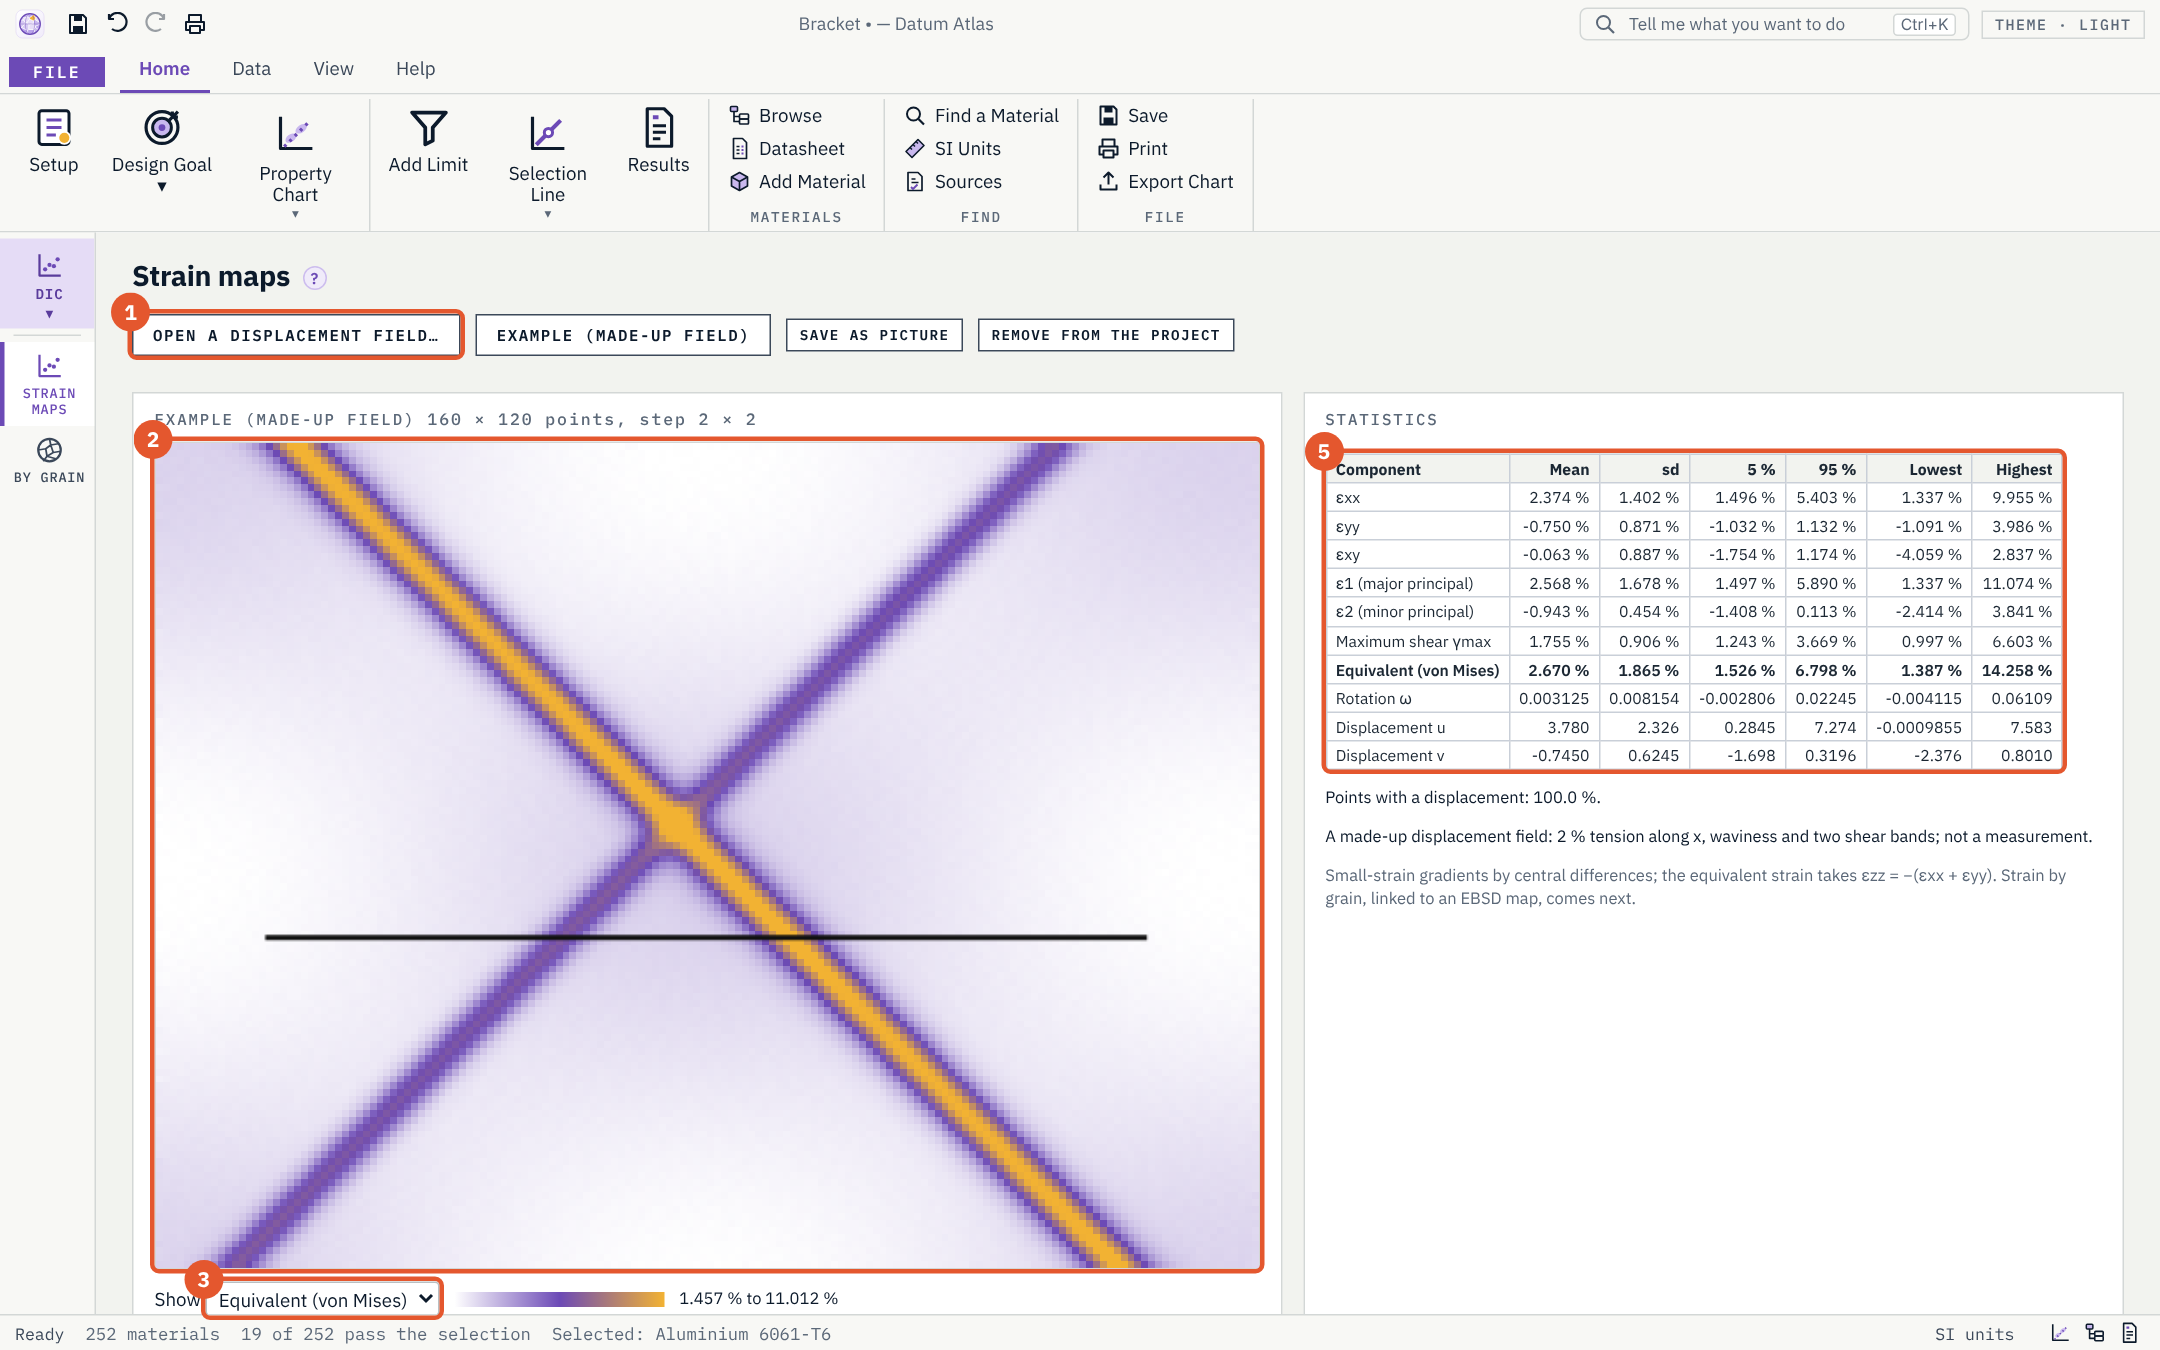 Bracket • — Datum Atlas
Tell me what you want to do
Ctrl+K
THEME · LIGHT
FILE
Home
Data
View
Help
Setup
Design Goal
Property Chart
Add Limit
Selection Line
Results
Browse
Datasheet
Add Material
MATERIALS
Find a Material
SI Units
Sources
FIND
Save
Print
Export Chart
FILE
DIC
STRAIN MAPS
BY GRAIN
Strain maps ?
1
OPEN A DISPLACEMENT FIELD…
EXAMPLE (MADE-UP FIELD)
SAVE AS PICTURE
REMOVE FROM THE PROJECT
EXAMPLE (MADE-UP FIELD) 160 × 120 points, step 2 × 2
2
3
Show
Equivalent (von Mises)
1.457 % to 11.012 %
STATISTICS
5
Component Mean sd 5 % 95 % Lowest Highest
εxx 2.374 % 1.402 % 1.496 % 5.403 % 1.337 % 9.955 %
εyy -0.750 % 0.871 % -1.032 % 1.132 % -1.091 % 3.986 %
εxy -0.063 % 0.887 % -1.754 % 1.174 % -4.059 % 2.837 %
ε1 (major principal) 2.568 % 1.678 % 1.497 % 5.890 % 1.337 % 11.074 %
ε2 (minor principal) -0.943 % 0.454 % -1.408 % 0.113 % -2.414 % 3.841 %
Maximum shear γmax 1.755 % 0.906 % 1.243 % 3.669 % 0.997 % 6.603 %
Equivalent (von Mises) 2.670 % 1.865 % 1.526 % 6.798 % 1.387 % 14.258 %
Rotation ω 0.003125 0.008154 -0.002806 0.02245 -0.004115 0.06109
Displacement u 3.780 2.326 0.2845 7.274 -0.0009855 7.583
Displacement v -0.7450 0.6245 -1.698 0.3196 -2.376 0.8010
Points with a displacement: 100.0 %.
A made-up displacement field: 2 % tension along x, waviness and two shear bands; not a measurement.
Small-strain gradients by central differences; the equivalent strain takes εzz = −(εxx + εyy). Strain by
grain, linked to an EBSD map, comes next.
Ready 252 materials 19 of 252 pass the selection Selected: Aluminium 6061-T6
SI units